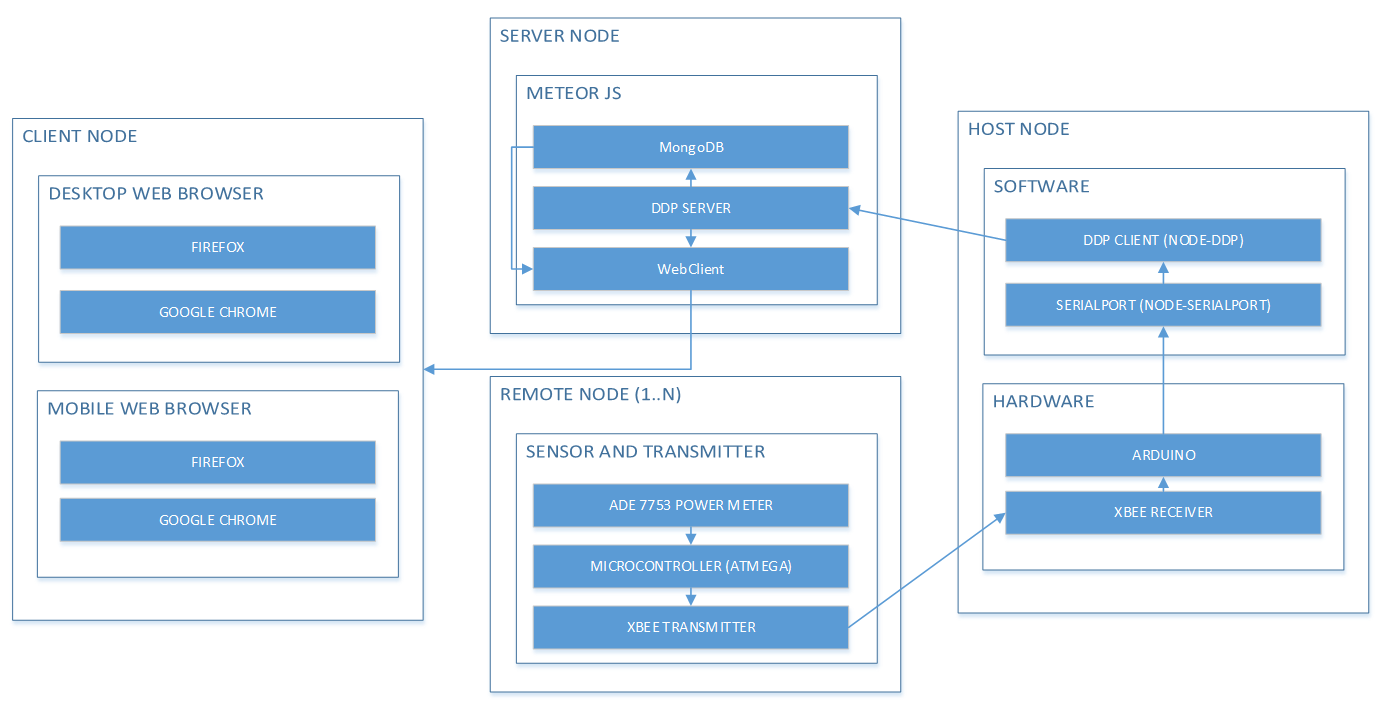 CLIENT NODE
DESKTOP WEB BROWSER
FIREFOX
GOOGLE CHROME
MOBILE WEB BROWSER
FIREFOX
GOOGLE CHROME
SERVER NODE
METEOR JS
MongoDB
DDP SERVER
WebClient
REMOTE NODE (1..N)
SENSOR AND TRANSMITTER
ADE 7753 POWER METER
MICROCONTROLLER (ATMEGA)
XBEE TRANSMITTER
HOST NODE
SOFTWARE
DDP CLIENT (NODE-DDP)
SERIALPORT (NODE-SERIALPORT)
HARDWARE
ARDUINO
XBEE RECEIVER